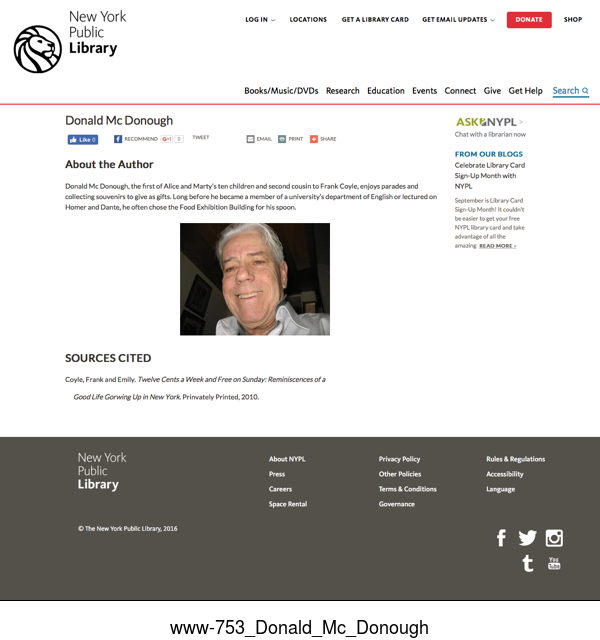 New York
Public
Library
LOG IN
LOCATIONS
GET A LIBRARY CARD
GET EMAIL UPDATES
DONATE
SHOP
Books/Music/DVDs Research Education Events Connect Give Get Help Search
Donald Mc Donough
Like 0
RECOMMEND
G+1 0
TWEET
EMAIL
PRINT
SHARE
About the Author
Donald Mc Donough, the first of Alice and Marty's ten children and second cousin to Frank Coyle, enjoys parades and
collecting souvenirs to give as gifts. Long before he became a member of a university's department of English or lectured on
Homer and Dante, he often chose the Food Exhibition Building for his spoon.
SOURCES CITED
Coyle, Frank and Emily. Twelve Cents a Week and Free on Sunday: Reminiscences of a
Good Life Gorwing Up in New York. Prinvately Printed, 2010.
ASK NYPL >
Chat with a librarian now
FROM OUR BLOGS
Celebrate Library Card
Sign-Up Month with
NYPL
September is Library Card
Sign-Up Month! It couldn't
be easier to get your free
NYPL library card and take
advantage of all the
amazing READ MORE ›
New York
Public
Library
About NYPL
Press
Careers
Space Rental
Privacy Policy
Other Policies
Terms & Conditions
Governance
Rules & Regulations
Accessibility
Language
© The New York Public Library, 2016
You
Tube
www-753_Donald_Mc_Donough